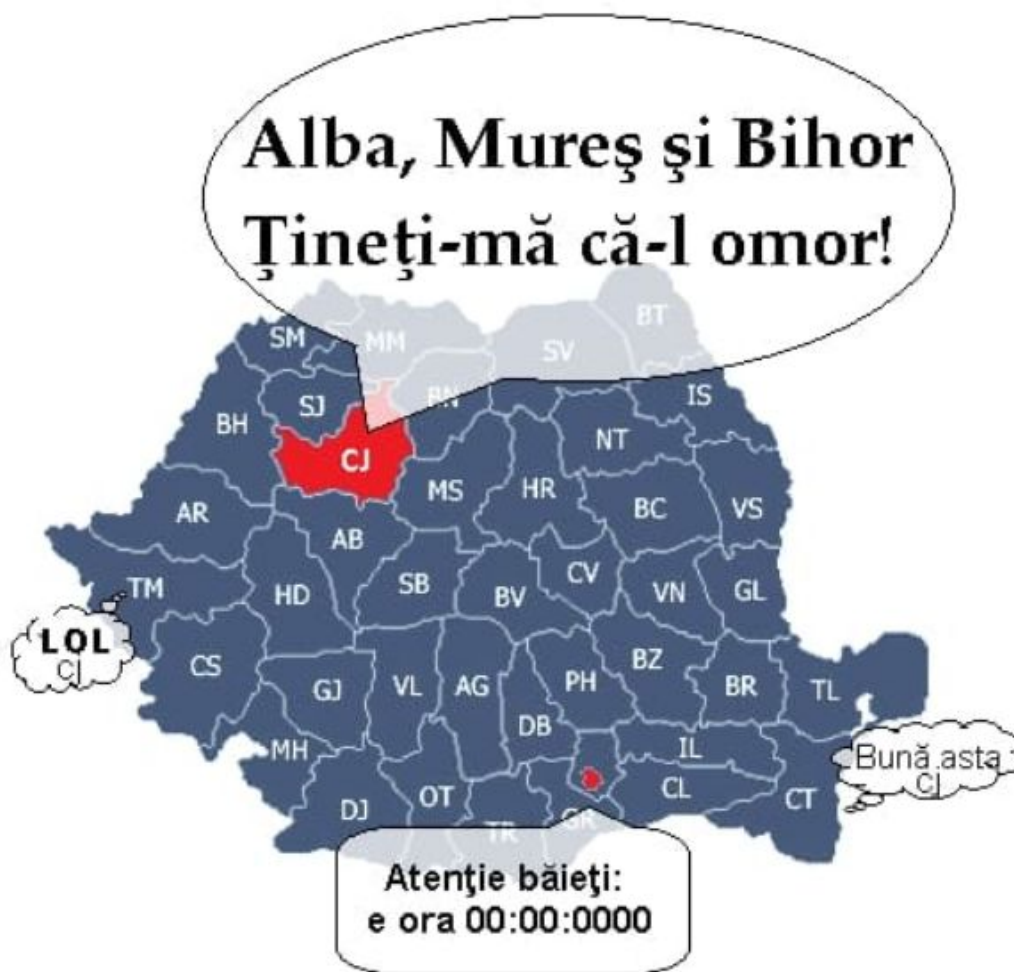 Alba, Mureş şi Bihor
Ţineţi-mă că-l omor!
BT
SM
MM
SV
SJ
BN
IS
BH
NT
CJ
MS
HR
AR
BC
VS
AB
TM
HD
SB
BV
CV
VN
GL
LOL
CJ
CS
GJ
VL
AG
PH
BZ
BR
TL
DB
MH
IL
Bună asta
CJ
DJ
OT
TR
GR
CL
CT
Atenţie băieţi:
e ora 00:00:0000